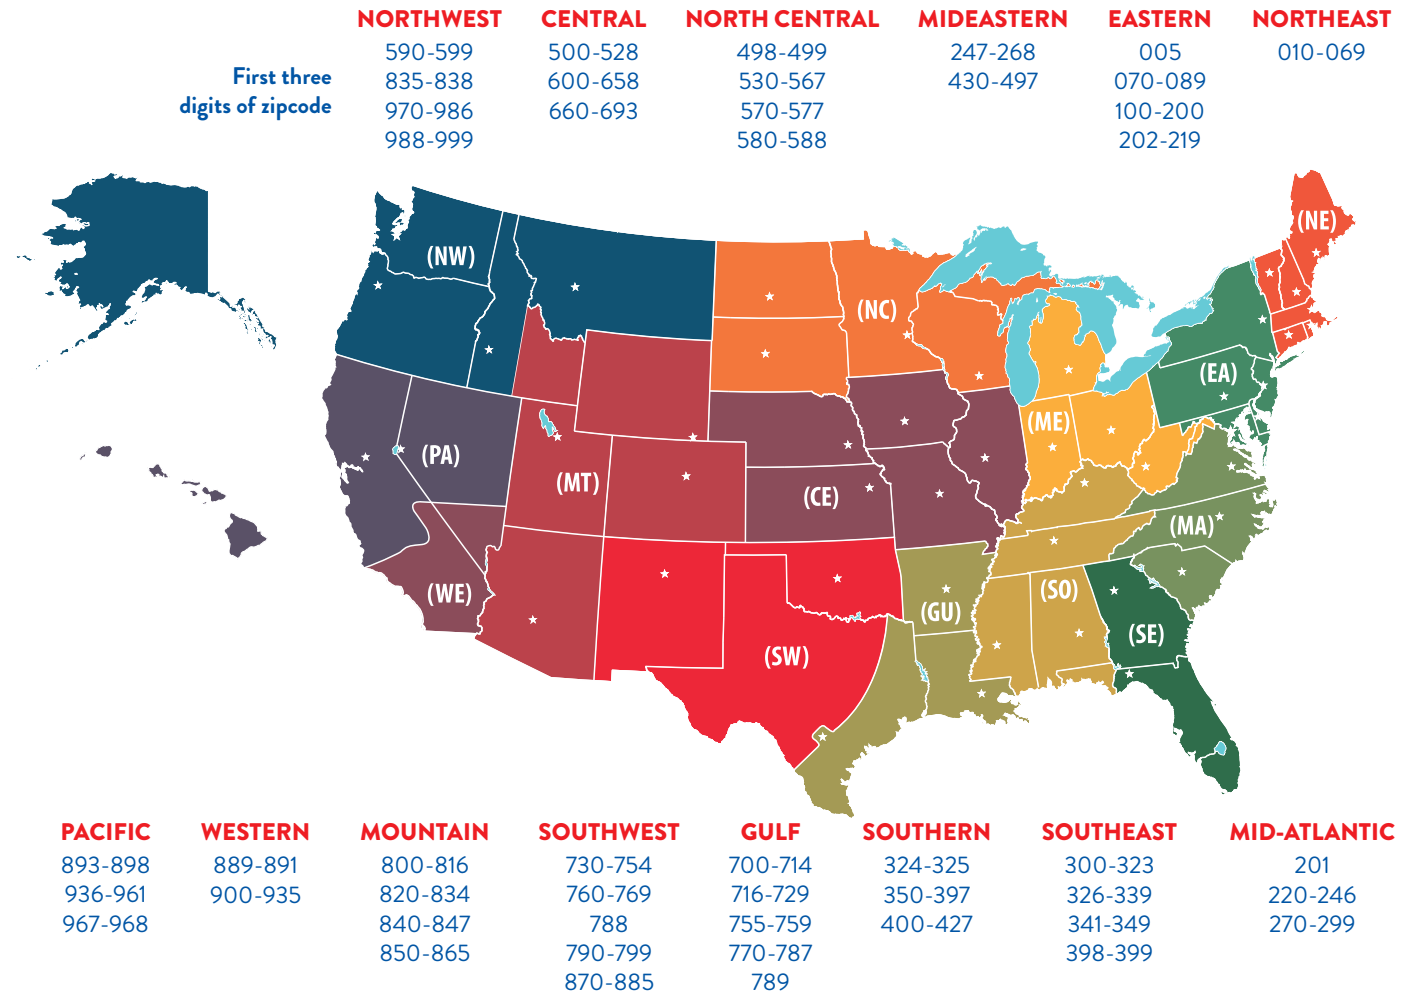 NORTHWEST CENTRAL NORTH CENTRAL MIDEASTERN EASTERN NORTHEAST
590-599 500-528 498-499 247-268 005 010-069
First three
835-838 600-658 530-567 430-497 070-089
digits of zipcode
970-986 660-693 570-577 100-200
988-999 580-588 202-219
(NE)
(NW)
(NC)
(EA)
(ME)
(PA)
(MT)
(CE)
(MA)
(WE)
(SO)
(GU)
(SE)
(SW)
PACIFIC WESTERN MOUNTAIN SOUTHWEST GULF SOUTHERN SOUTHEAST MID-ATLANTIC
893-898 889-891 800-816 730-754 700-714 324-325 300-323 201
936-961 900-935 820-834 760-769 716-729 350-397 326-339 220-246
967-968 840-847 788 755-759 400-427 341-349 270-299
850-865 790-799 770-787 398-399
870-885 789